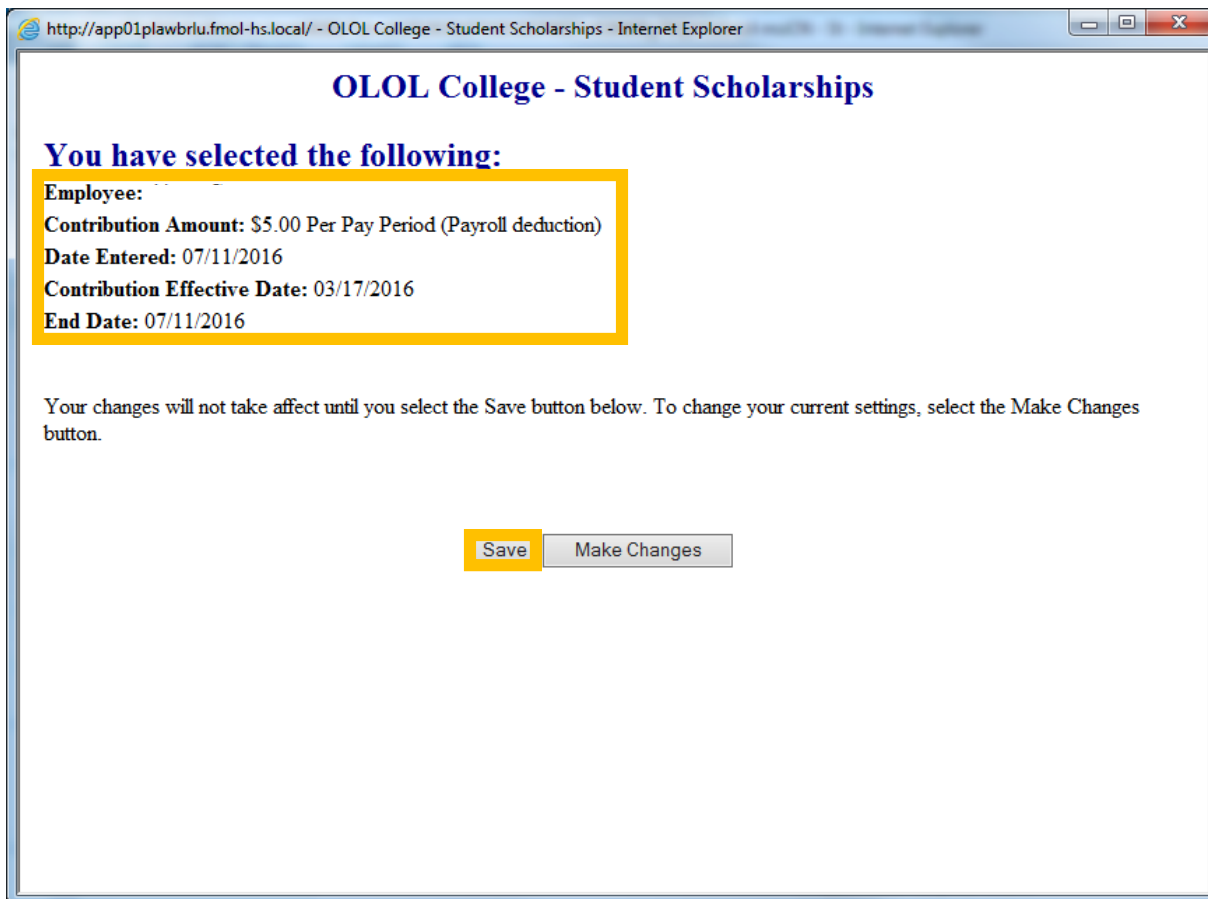 http://app01plawbrlu.fmol-hs.local/ - OLOL College - Student Scholarships - Internet Explorer
OLOL College - Student Scholarships
You have selected the following:
Employee:
Contribution Amount: $5.00 Per Pay Period (Payroll deduction)
Date Entered: 07/11/2016
Contribution Effective Date: 03/17/2016
End Date: 07/11/2016
Your changes will not take affect until you select the Save button below. To change your current settings, select the Make Changes
button.
Save Make Changes